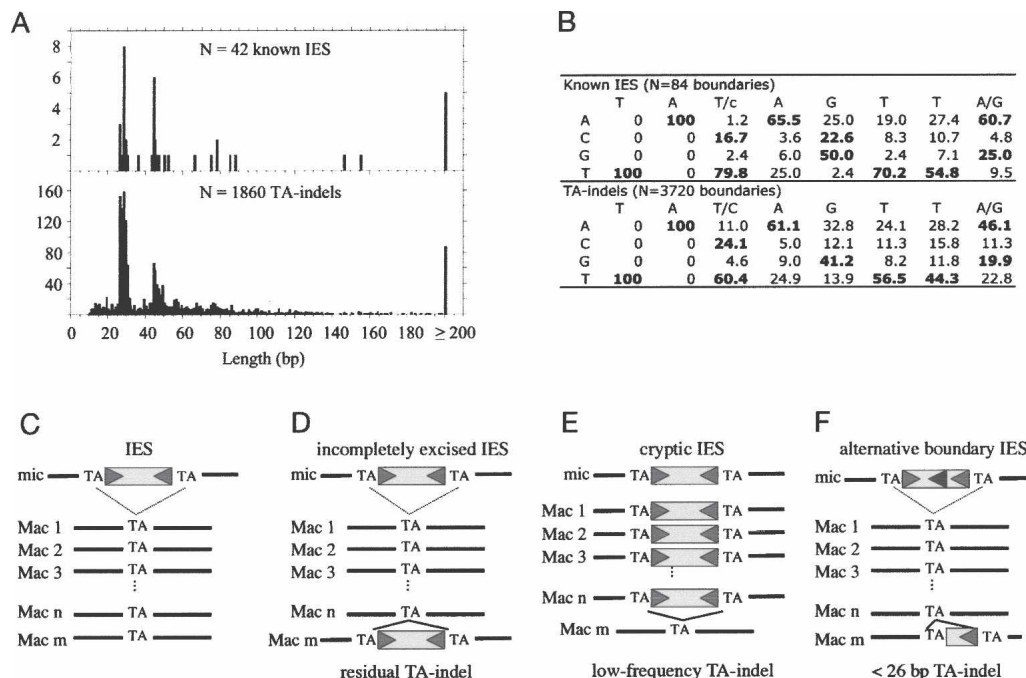 A
N = 42 known IES
8
6
4
2
N = 1860 TA-indels
160
120
80
40
0 20 40 60 80 100 120 140 160 180 ≥ 200
Length (bp)
B
Known IES (N=84 boundaries)
T A T/c A G T T A/G
A 0 100 1.2 65.5 25.0 19.0 27.4 60.7
C 0 0 16.7 3.6 22.6 8.3 10.7 4.8
G 0 0 2.4 6.0 50.0 2.4 7.1 25.0
T 100 0 79.8 25.0 2.4 70.2 54.8 9.5
TA-indels (N=3720 boundaries)
T A T/C A G T T A/G
A 0 100 11.0 61.1 32.8 24.1 28.2 46.1
C 0 0 24.1 5.0 12.1 11.3 15.8 11.3
G 0 0 4.6 9.0 41.2 8.2 11.8 19.9
T 100 0 60.4 24.9 13.9 56.5 44.3 22.8
C
IES
mic TA TA
Mac 1 TA
Mac 2 TA
Mac 3 TA
Mac n TA
Mac m TA
D
incompletely excised IES
mic TA TA
Mac 1 TA
Mac 2 TA
Mac 3 TA
Mac n TA
Mac m TA TA
residual TA-indel
E
cryptic IES
mic TA TA
Mac 1 TA TA
Mac 2 TA TA
Mac 3 TA TA
Mac n TA TA
Mac m TA
low-frequency TA-indel
F
alternative boundary IES
mic TA TA
Mac 1 TA
Mac 2 TA
Mac 3 TA
Mac n TA
Mac m TA TA
< 26 bp TA-indel